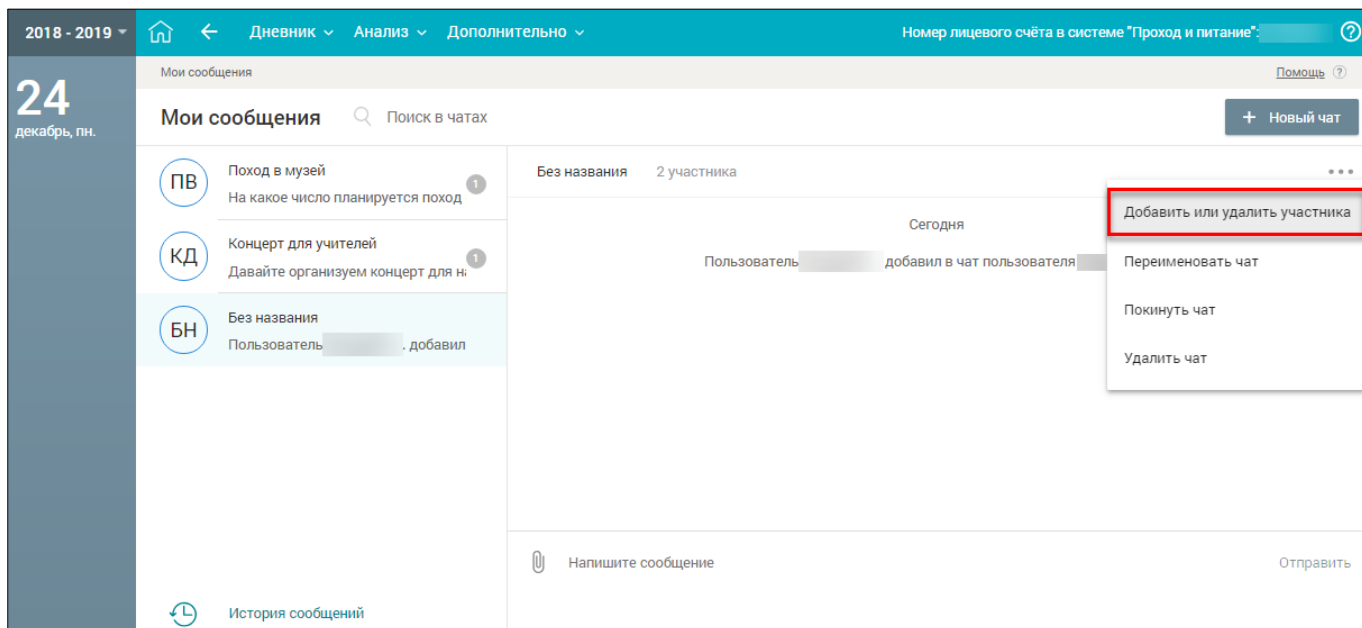 2018 - 2019 Дневник Анализ Дополнительно Номер лицевого счёта в системе "Проход и питание":
24
декабрь, пн.
Мои сообщения Помощь
Мои сообщения Поиск в чатах + Новый чат
ПВ
Поход в музей
На какое число планируется поход
1
КД
Концерт для учителей
Давайте организуем концерт для
1
БН
Без названия
Пользователь . добавил
История сообщений
Без названия 2 участника
Сегодня
Пользователь добавил в чат пользователя
Добавить или удалить участника
Переименовать чат
Покинуть чат
Удалить чат
Напишите сообщение Отправить